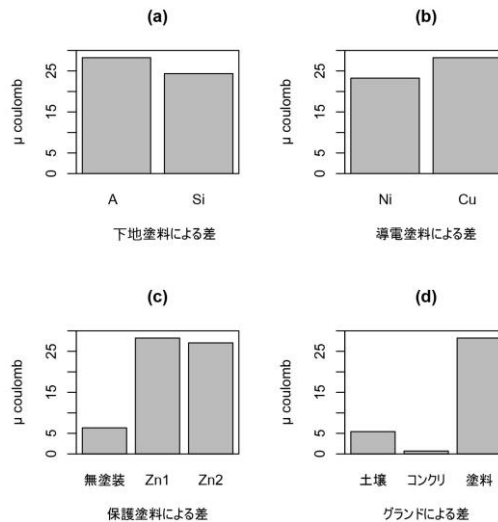 (a)
μ coulomb
0 5 15 25
A Si
下地塗料による差
(b)
μ coulomb
0 5 15 25
Ni Cu
導電塗料による差
(c)
μ coulomb
0 5 15 25
無塗装 Zn1 Zn2
保護塗料による差
(d)
μ coulomb
0 5 15 25
土壌 コンクリ 塗料
グランドによる差